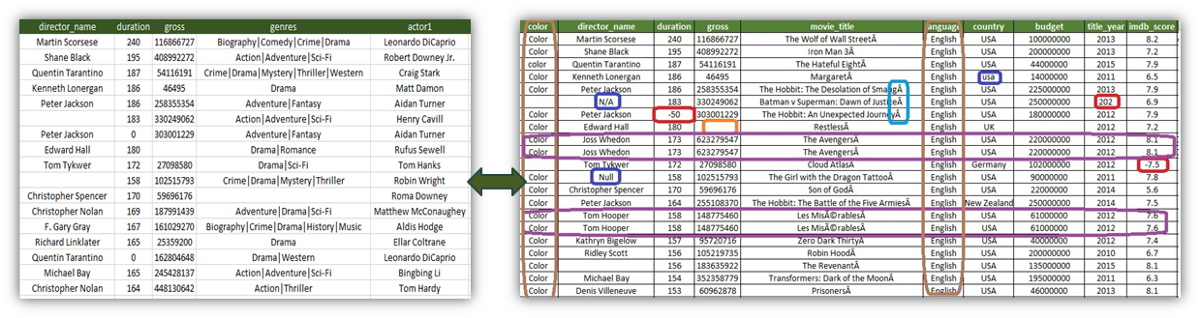 director_name duration gross genres actor1
Martin Scorsese 240 116866727 Biography|Comedy|Crime|Drama Leonardo DiCaprio
Shane Black 195 408992272 Action|Adventure|Sci-Fi Robert Downey Jr.
Quentin Tarantino 187 54116191 Crime|Drama|Mystery|Thriller|Western Craig Stark
Kenneth Lonergan 186 46495 Drama Matt Damon
Peter Jackson 186 258355354 Adventure|Fantasy Aidan Turner
183 330249062 Action|Adventure|Sci-Fi Henry Cavill
Peter Jackson 0 303001229 Adventure|Fantasy Aidan Turner
Edward Hall 180 Drama|Romance Rufus Sewell
Tom Tykwer 172 27098580 Drama|Sci-Fi Tom Hanks
158 102515793 Crime|Drama|Mystery|Thriller Robin Wright
Christopher Spencer 170 59696176 Roma Downey
Christopher Nolan 169 187991439 Adventure|Drama|Sci-Fi Matthew McConaughey
F. Gary Gray 167 161029270 Biography|Crime|Drama|History|Music Aldis Hodge
Richard Linklater 165 25359200 Drama Ellar Coltrane
Quentin Tarantino 0 162804648 Drama|Western Leonardo DiCaprio
Michael Bay 165 245428137 Action|Adventure|Sci-Fi Bingbing Li
Christopher Nolan 164 448130642 Action|Thriller Tom Hardy
color director_name duration gross movie_title language country budget title_year imdb_score
Color Martin Scorsese 240 116866727 The Wolf of Wall StreetÂ English USA 100000000 2013 8.2
Color Shane Black 195 408992272 Iron Man 3Â English USA 200000000 2013 7.2
color Quentin Tarantino 187 54116191 The Hateful EightÂ English USA 44000000 2015 7.9
Color Kenneth Lonergan 186 46495 MargaretÂ English usa 14000000 2011 6.5
Color Peter Jackson 186 258355354 The Hobbit: The Desolation of SmaugÂ English USA 225000000 2013 7.9
Color N/A 183 330249062 Batman v Superman: Dawn of JusticeÂ English USA 250000000 202 6.9
Color Peter Jackson -50 303001229 The Hobbit: An Unexpected JourneyÂ English USA 180000000 2012 7.9
Color Edward Hall 180 RestlessÂ English UK 2012 7.2
Color Joss Whedon 173 623279547 The AvengersÂ English USA 220000000 2012 8.1
Color Joss Whedon 173 623279547 The AvengersÂ English USA 220000000 2012 8.1
Tom Tykwer 172 27098580 Cloud AtlasÂ English Germany 102000000 2012 -7.5
Color Null 158 102515793 The Girl with the Dragon TattooÂ English USA 90000000 2011 7.8
Color Christopher Spencer 170 59696176 Son of GodÂ English USA 22000000 2014 5.6
Color Peter Jackson 164 255108370 The Hobbit: The Battle of the Five ArmiesÂ English New Zealand 250000000 2014 7.5
Color Tom Hooper 158 148775460 Les MisÃ©rablesÂ English USA 61000000 2012 7.6
Color Tom Hooper 158 148775460 Les MisÃ©rablesÂ English USA 61000000 2012 7.6
Color Kathryn Bigelow 157 95720716 Zero Dark ThirtyÂ English USA 40000000 2012 7.4
Color Ridley Scott 156 105219735 Robin HoodÂ English USA 200000000 2010 6.7
Color 156 183635922 The RevenantÂ English USA 135000000 2015 8.1
Color Michael Bay 154 352358779 Transformers: Dark of the MoonÂ English USA 195000000 2011 6.3
Color Denis Villeneuve 153 60962878 PrisonersÂ English USA 46000000 2013 8.1